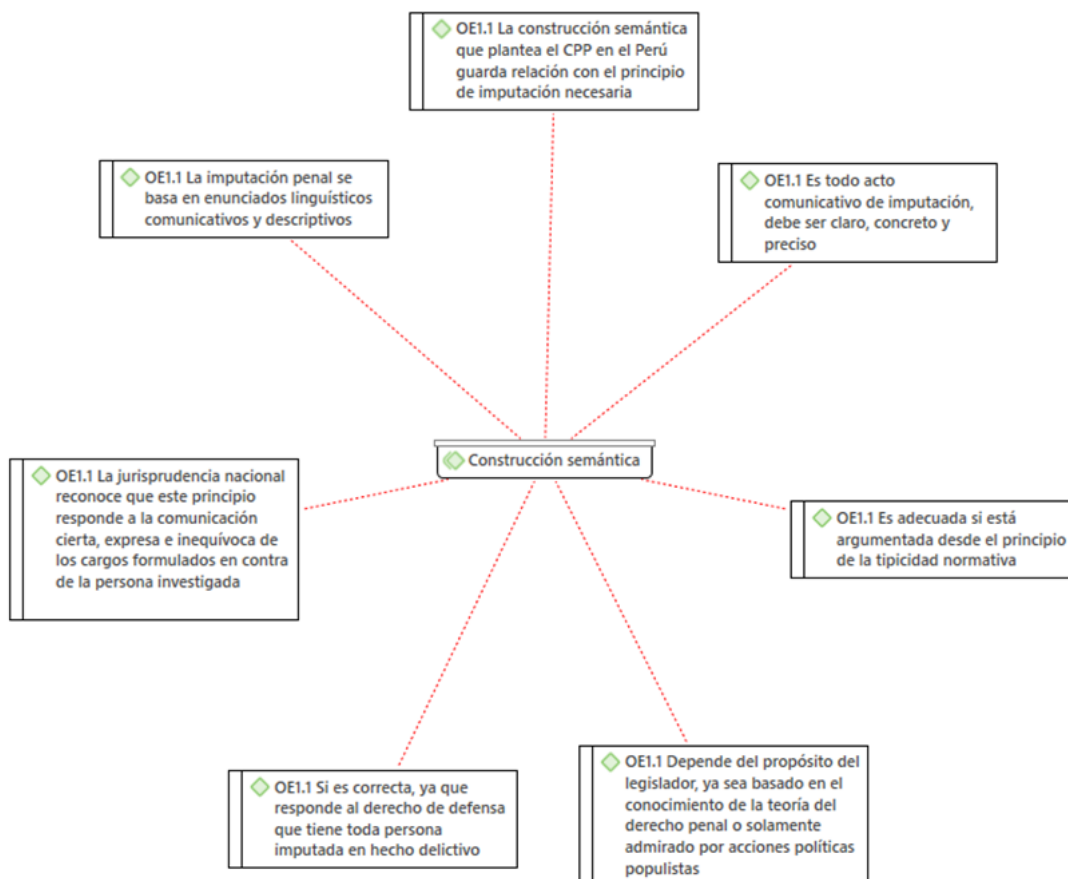 OE1.1 La construcción semántica
que plantea el CPP en el Perú
guarda relación con el principio
de imputación necesaria
OE1.1 La imputación penal se
basa en enunciados lingüísticos
comunicativos y descriptivos
OE1.1 Es todo acto
comunicativo de imputación,
debe ser claro, concreto y
preciso
Construcción semántica
OE1.1 La jurisprudencia nacional
reconoce que este principio
responde a la comunicación
cierta, expresa e inequívoca de
los cargos formulados en contra
de la persona investigada
OE1.1 Es adecuada si está
argumentada desde el principio
de la tipicidad normativa
OE1.1 Si es correcta, ya que
responde al derecho de defensa
que tiene toda persona
imputada en hecho delictivo
OE1.1 Depende del propósito del
legislador, ya sea basado en el
conocimiento de la teoría del
derecho penal o solamente
admirado por acciones políticas
populistas